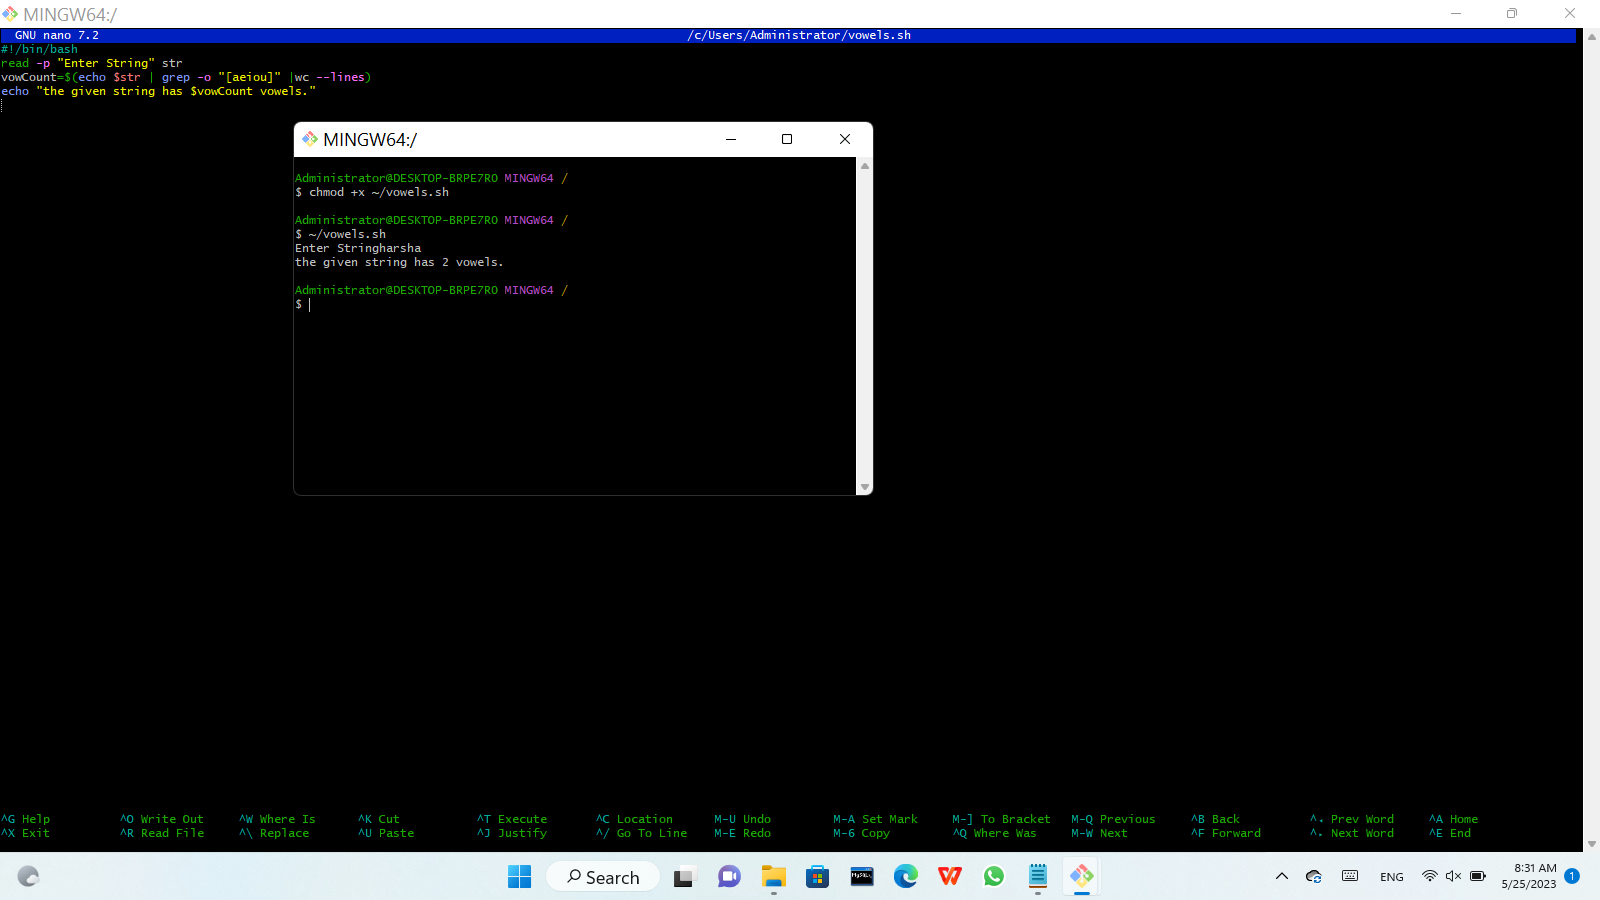 MINGW64:/
GNU nano 7.2 /c/Users/Administrator/vowels.sh
#!/bin/bash
read -p "Enter String" str
vowCount=$(echo $str | grep -o "[aeiou]" |wc --lines)
echo "the given string has $vowCount vowels."
MINGW64:/
Administrator@DESKTOP-BRPE7RO MINGW64 /
$ chmod +x ~/vowels.sh
Administrator@DESKTOP-BRPE7RO MINGW64 /
$ ~/vowels.sh
Enter Stringharsha
the given string has 2 vowels.
Administrator@DESKTOP-BRPE7RO MINGW64 /
$
^G Help ^O Write Out ^W Where Is ^K Cut ^T Execute ^C Location M-U Undo M-A Set Mark M-] To Bracket M-Q Previous ^B Back ^◂ Prev Word ^A Home
^X Exit ^R Read File ^\ Replace ^U Paste ^J Justify ^/ Go To Line M-E Redo M-6 Copy ^Q Where Was M-W Next ^F Forward ^▸ Next Word ^E End
Search
MySQL
ENG
8:31 AM
5/25/2023
1